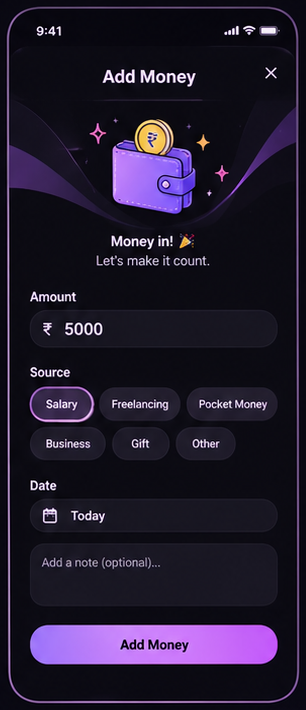 9:41
Add Money
₹
Money in! 🎉
Let's make it count.
Amount
₹ 5000
Source
Salary Freelancing Pocket Money
Business Gift Other
Date
Today
Add a note (optional)...
Add Money